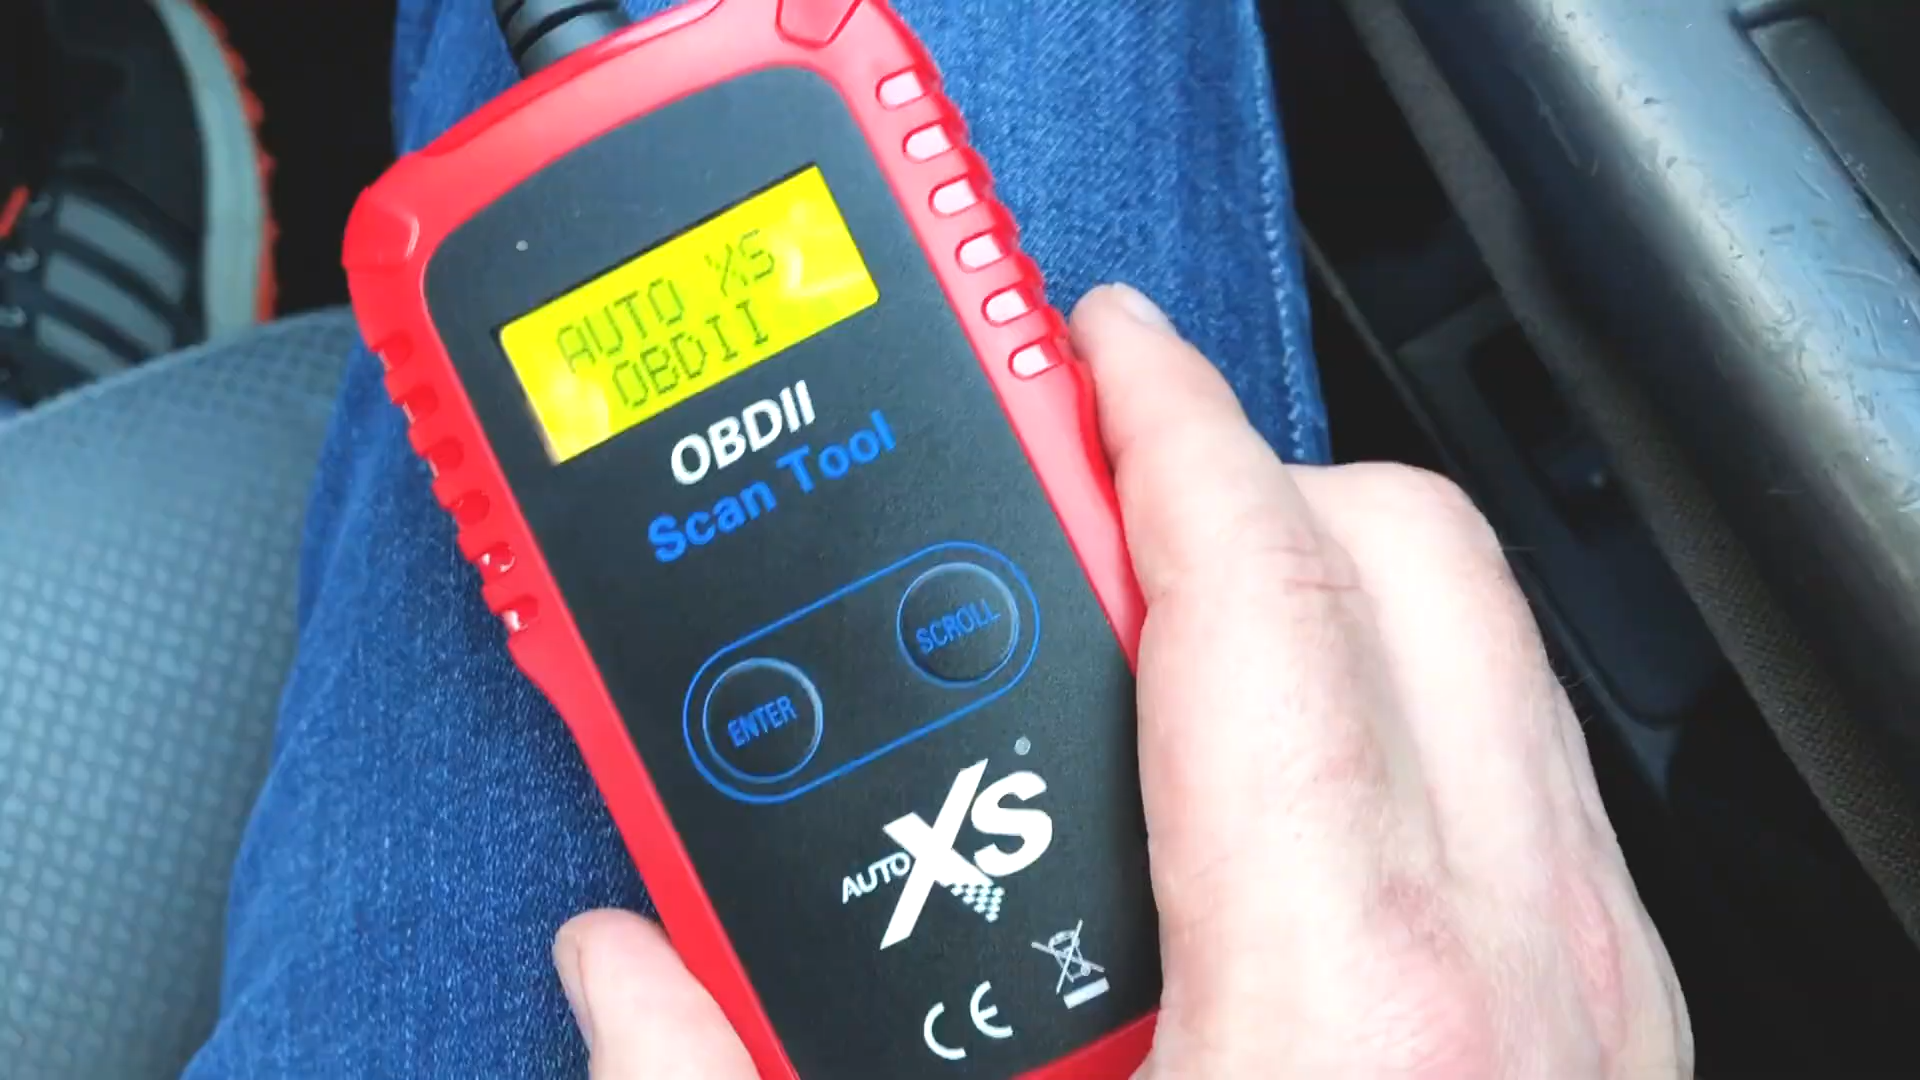 AUTO XS
OBDII
OBDII
Scan Tool
ENTER
SCROLL
AUTO XS
CE